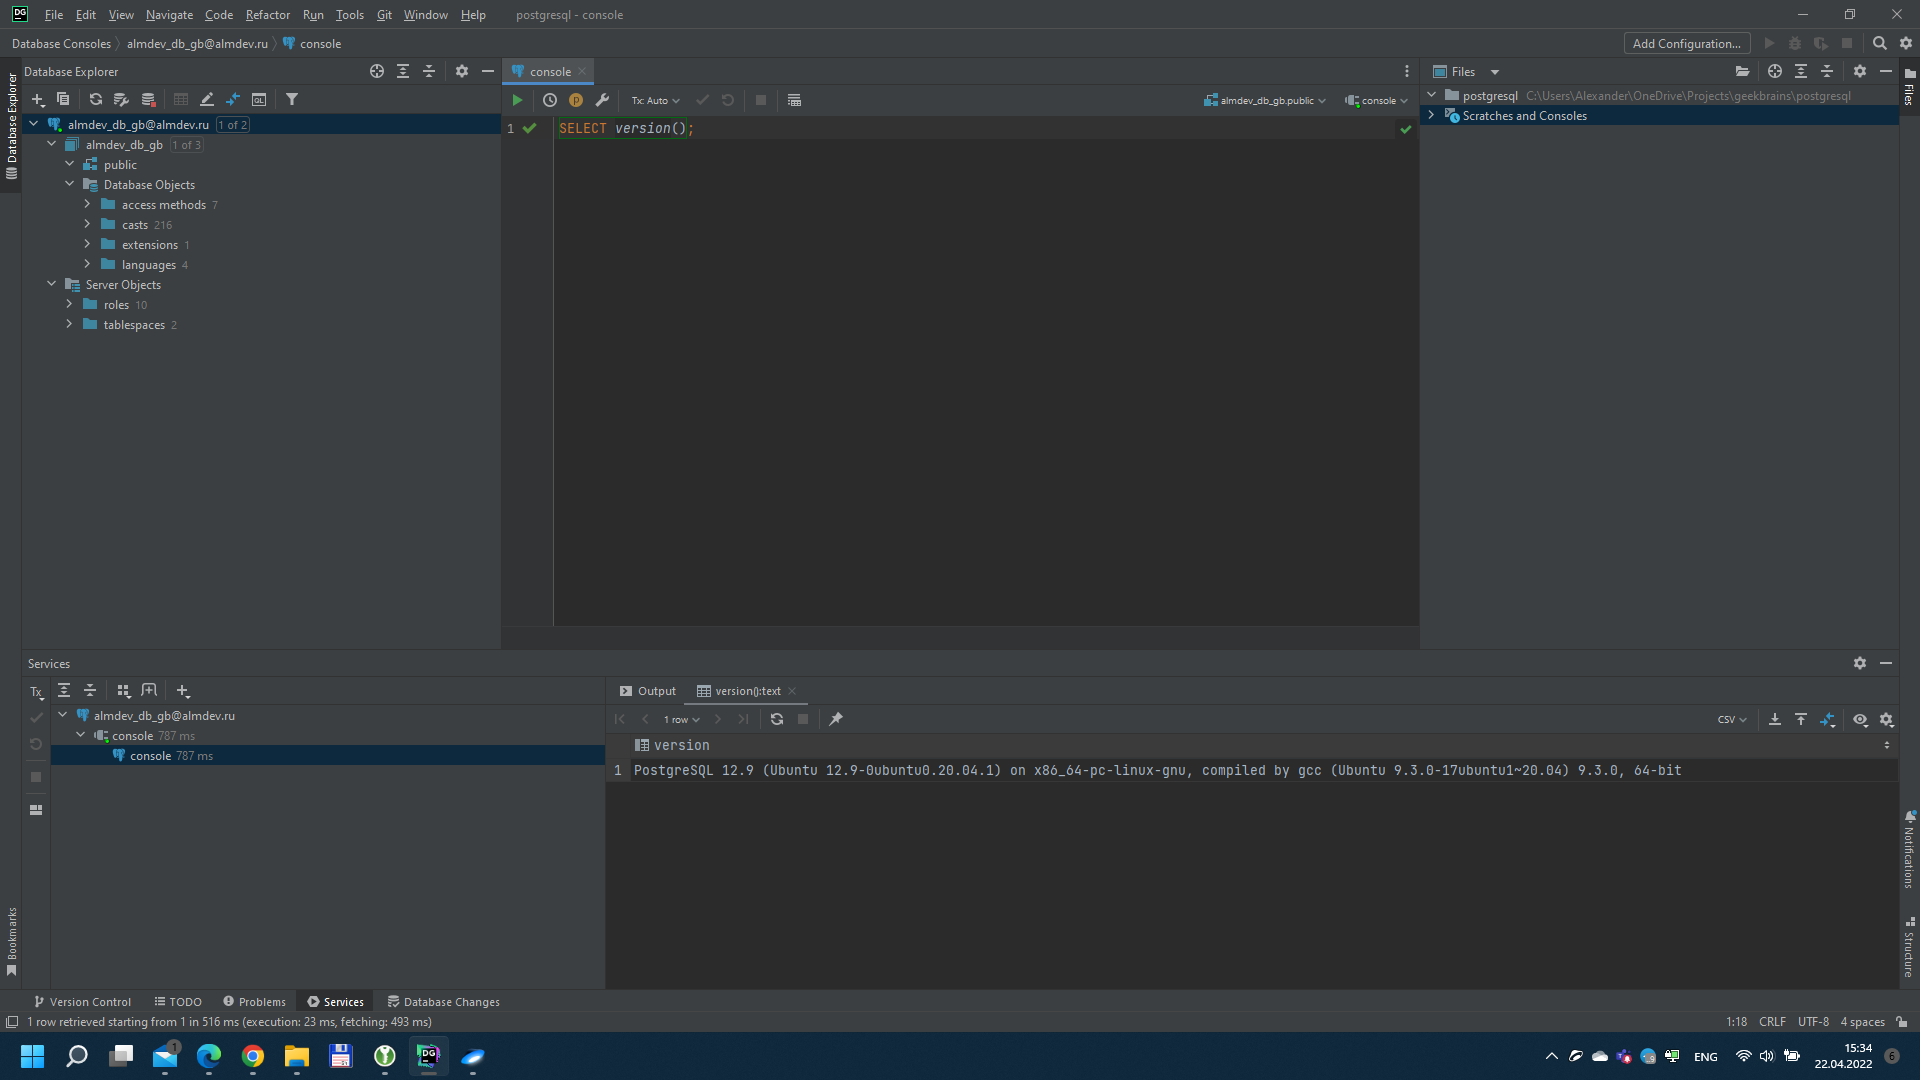 DG File Edit View Navigate Code Refactor Run Tools Git Window Help postgresql - console
Database Consoles almdev_db_gb@almdev.ru console Add Configuration...
Database Explorer
Database Explorer
almdev_db_gb@almdev.ru 1 of 2
almdev_db_gb 1 of 3
public
Database Objects
access methods 7
casts 216
extensions 1
languages 4
Server Objects
roles 10
tablespaces 2
console
Tx: Auto almdev_db_gb.public console
1 SELECT version();
Files
Files
postgresql C:\Users\Alexander\OneDrive\Projects\geekbrains\postgresql
Scratches and Consoles
Services
Tx
almdev_db_gb@almdev.ru
console 787 ms
console 787 ms
Output version():text
1 row CSV
version
1 PostgreSQL 12.9 (Ubuntu 12.9-0ubuntu0.20.04.1) on x86_64-pc-linux-gnu, compiled by gcc (Ubuntu 9.3.0-17ubuntu1~20.04) 9.3.0, 64-bit
Notifications
Structure
Bookmarks
Version Control TODO Problems Services Database Changes
1 row retrieved starting from 1 in 516 ms (execution: 23 ms, fetching: 493 ms) 1:18 CRLF UTF-8 4 spaces
1 DG ENG 15:34 6
22.04.2022